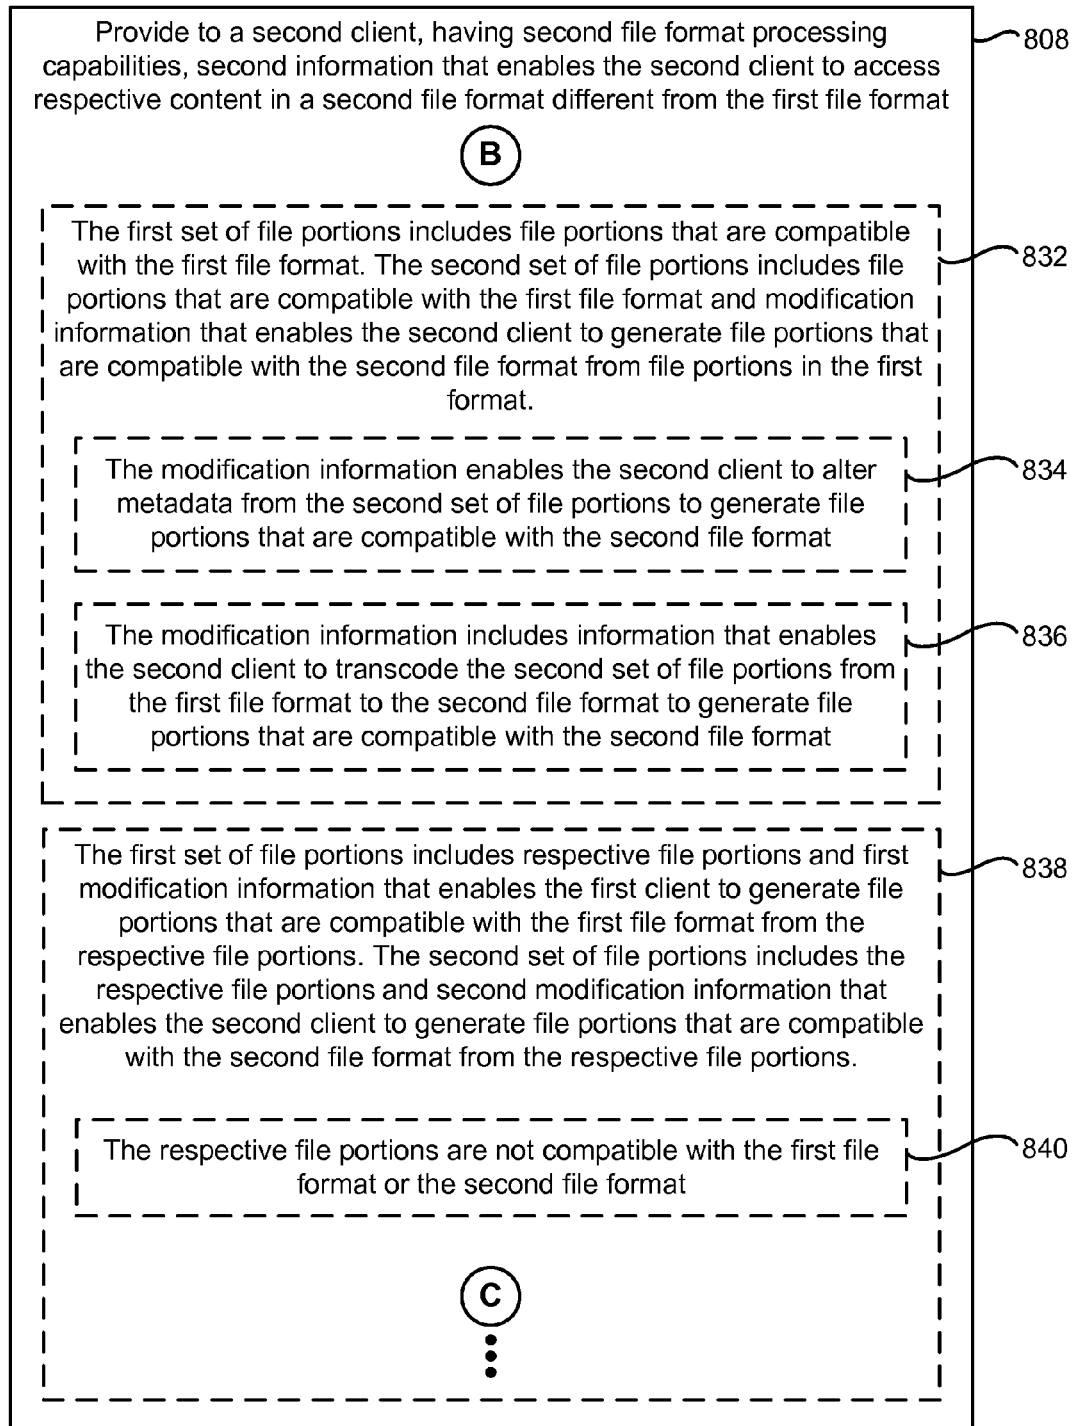 Provide to a second client, having second file format processing
capabilities, second information that enables the second client to access
respective content in a second file format different from the first file format
808
B
The first set of file portions includes file portions that are compatible
with the first file format. The second set of file portions includes file
portions that are compatible with the first file format and modification
information that enables the second client to generate file portions that
are compatible with the second file format from file portions in the first
format.
832
The modification information enables the second client to alter
metadata from the second set of file portions to generate file
portions that are compatible with the second file format
834
The modification information includes information that enables
the second client to transcode the second set of file portions from
the first file format to the second file format to generate file
portions that are compatible with the second file format
836
The first set of file portions includes respective file portions and first
modification information that enables the first client to generate file
portions that are compatible with the first file format from the
respective file portions. The second set of file portions includes the
respective file portions and second modification information that
enables the second client to generate file portions that are compatible
with the second file format from the respective file portions.
838
The respective file portions are not compatible with the first file
format or the second file format
840
C